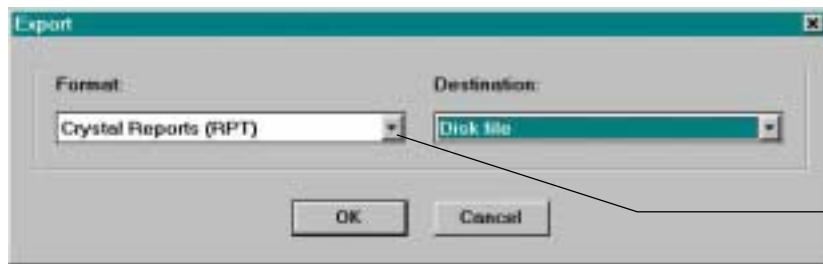 Export
Format:
Destination:
Crystal Reports (RPT)
Disk file
OK
Cancel